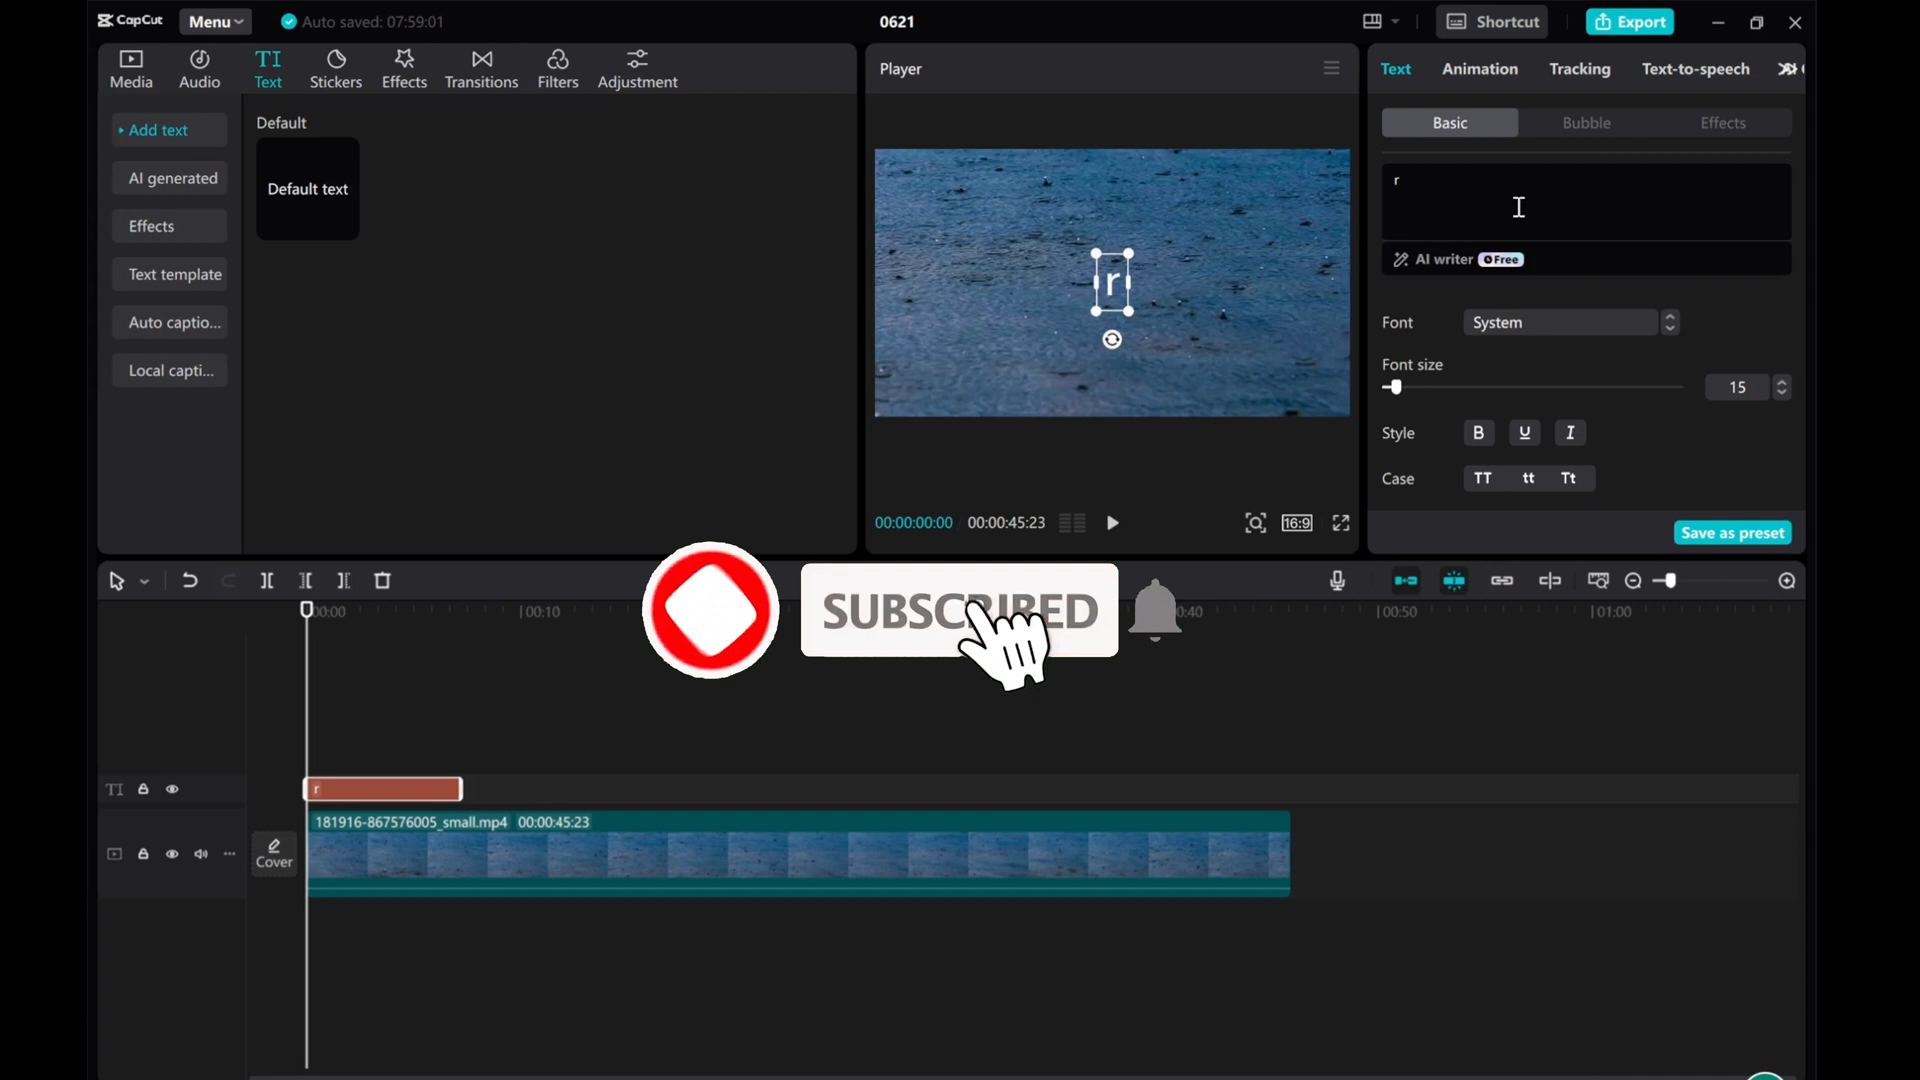 CapCut Menu Auto saved: 07:59:01 0621 Shortcut Export
Media Audio Text Stickers Effects Transitions Filters Adjustment
TI
Add text
AI generated
Effects
Text template
Auto captio...
Local capti...
Default
Default text
Player
r
00:00:00:00 / 00:00:45:23
16:9
Text Animation Tracking Text-to-speech
Basic Bubble Effects
r
AI writer Free
Font System
Font size
15
Style B U I
Case TT tt Tt
Save as preset
00:00 00:10 :40 00:50 01:00
SUBSCRIBED
TI r
181916-867576005_small.mp4 00:00:45:23
Cover